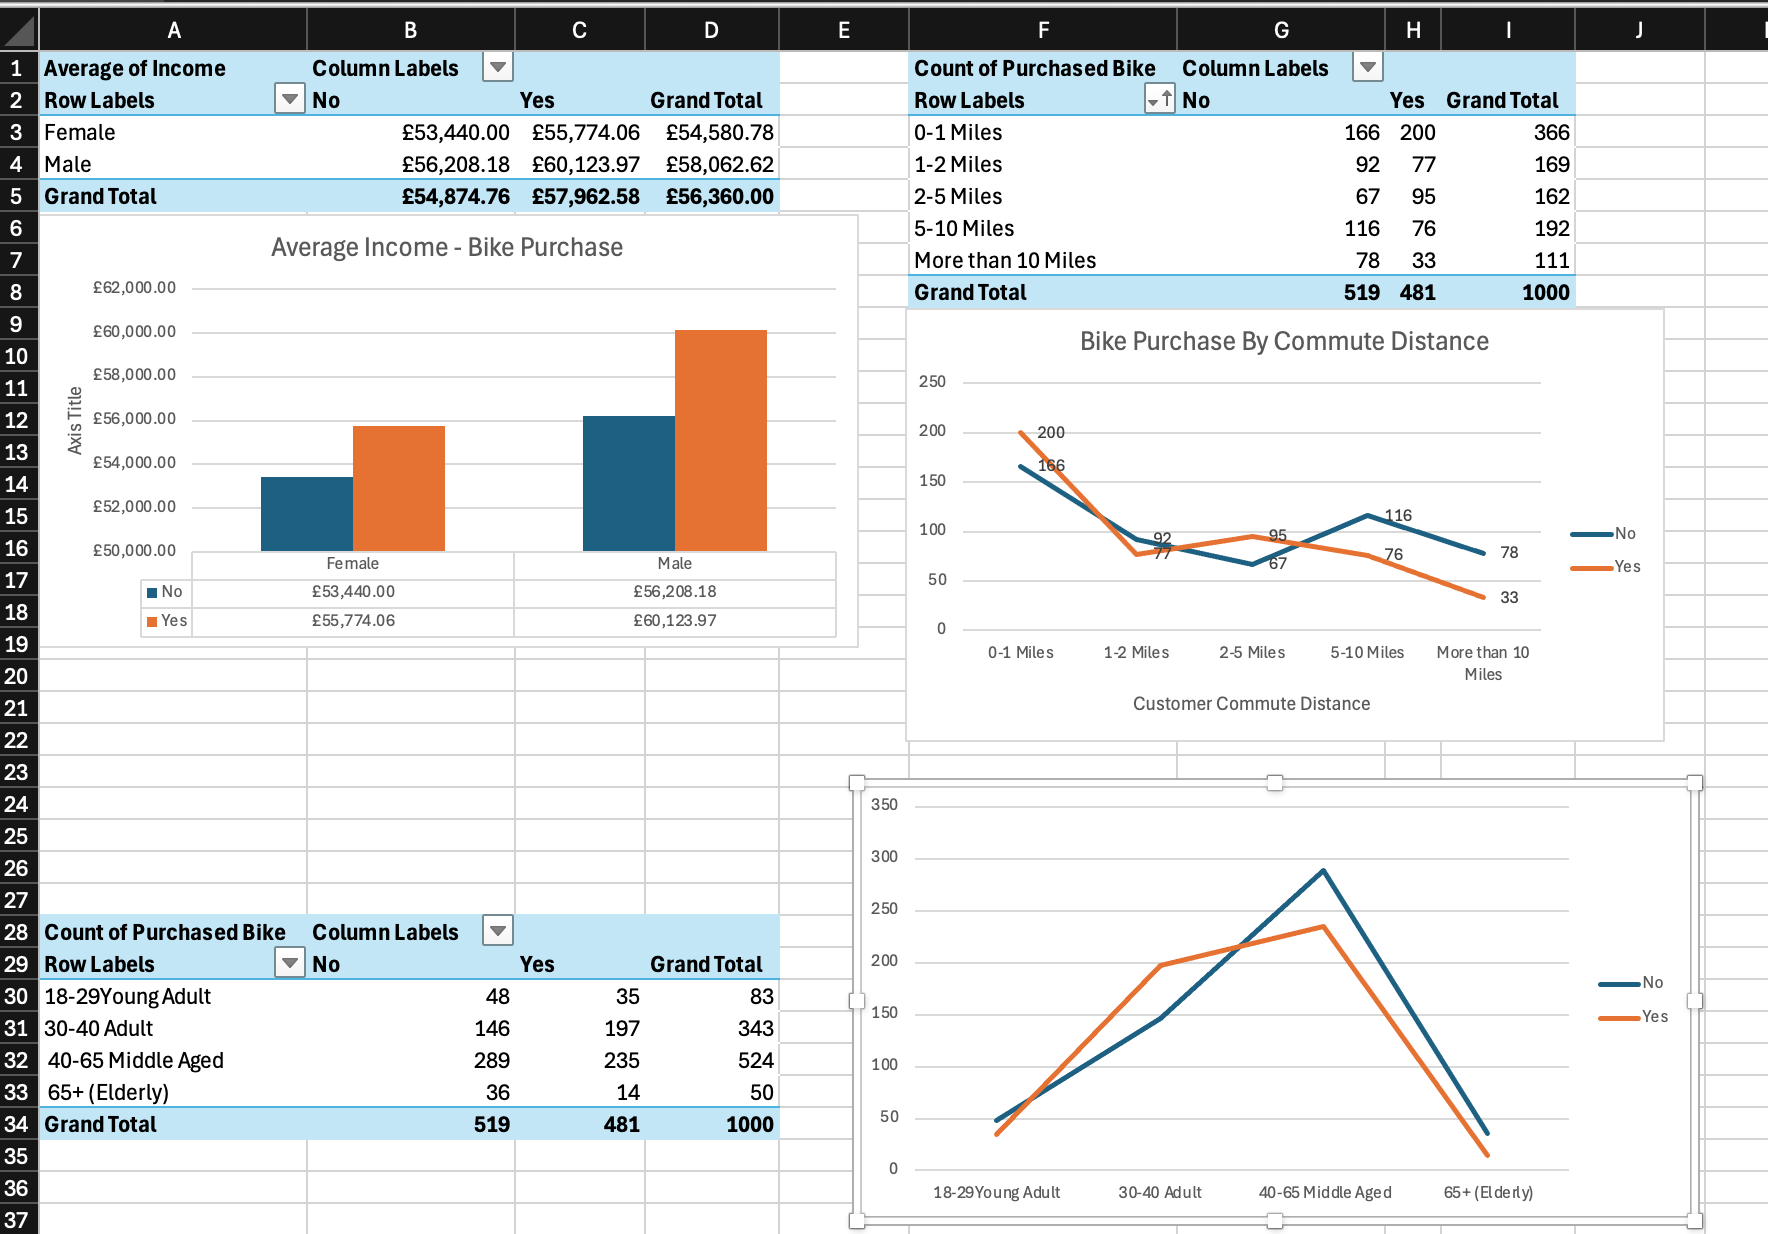 A B C D E F G H I J
1 Average of Income Column Labels Count of Purchased Bike Column Labels
2 Row Labels No Yes Grand Total Row Labels No Yes Grand Total
3 Female £53,440.00 £55,774.06 £54,580.78 0-1 Miles 166 200 366
4 Male £56,208.18 £60,123.97 £58,062.62 1-2 Miles 92 77 169
5 Grand Total £54,874.76 £57,962.58 £56,360.00 2-5 Miles 67 95 162
6 5-10 Miles 116 76 192
7 More than 10 Miles 78 33 111
8 Grand Total 519 481 1000
9
10
11
12
13
14
15
16
17
18
19
20
21
22
23
24
25
26
27
28 Count of Purchased Bike Column Labels
29 Row Labels No Yes Grand Total
30 18-29Young Adult 48 35 83
31 30-40 Adult 146 197 343
32 40-65 Middle Aged 289 235 524
33 65+ (Elderly) 36 14 50
34 Grand Total 519 481 1000
35
36
37
Average Income - Bike Purchase
Axis Title
£62,000.00
£60,000.00
£58,000.00
£56,000.00
£54,000.00
£52,000.00
£50,000.00
Female Male
No £53,440.00 £56,208.18
Yes £55,774.06 £60,123.97
Bike Purchase By Commute Distance
250
200
150
100
50
0
200
166
92
77
95
67
116
76
78
33
No
Yes
0-1 Miles 1-2 Miles 2-5 Miles 5-10 Miles More than 10
Miles
Customer Commute Distance
350
300
250
200
150
100
50
0
No
Yes
18-29Young Adult 30-40 Adult 40-65 Middle Aged 65+ (Elderly)